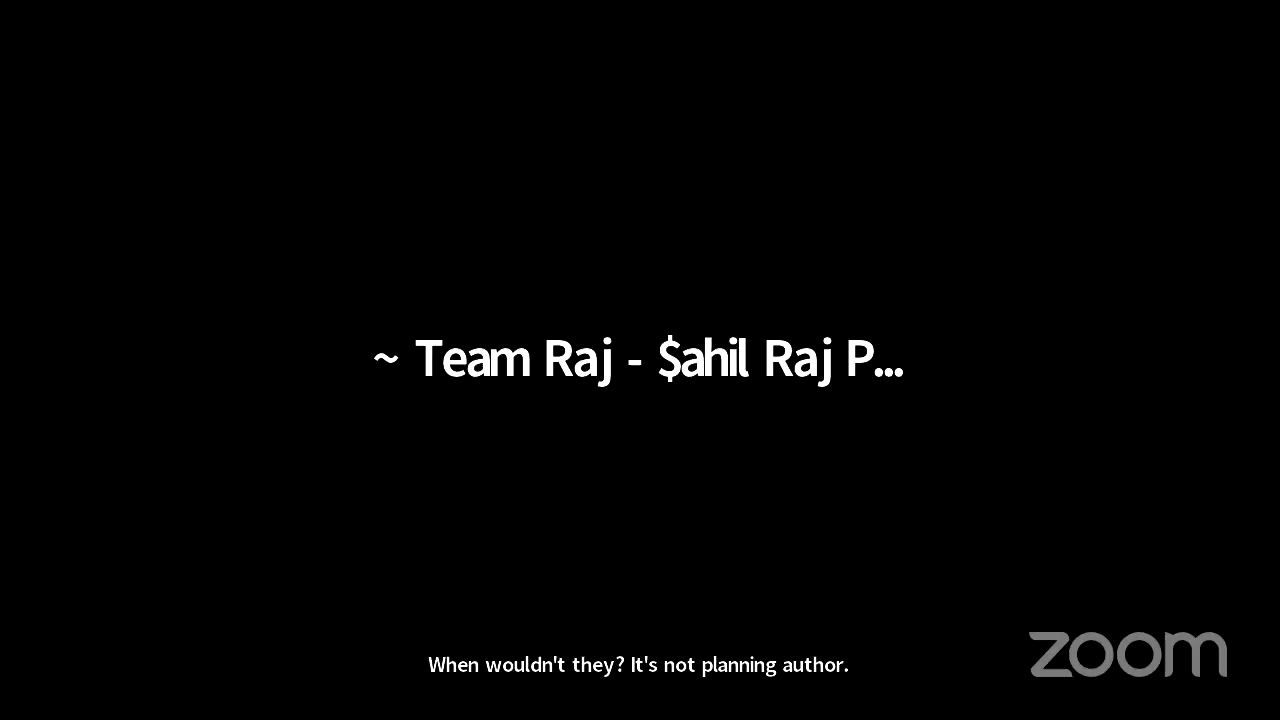 ~ Team Raj - $ahil Raj P...
When wouldn't they? It's not planning author.
zoom